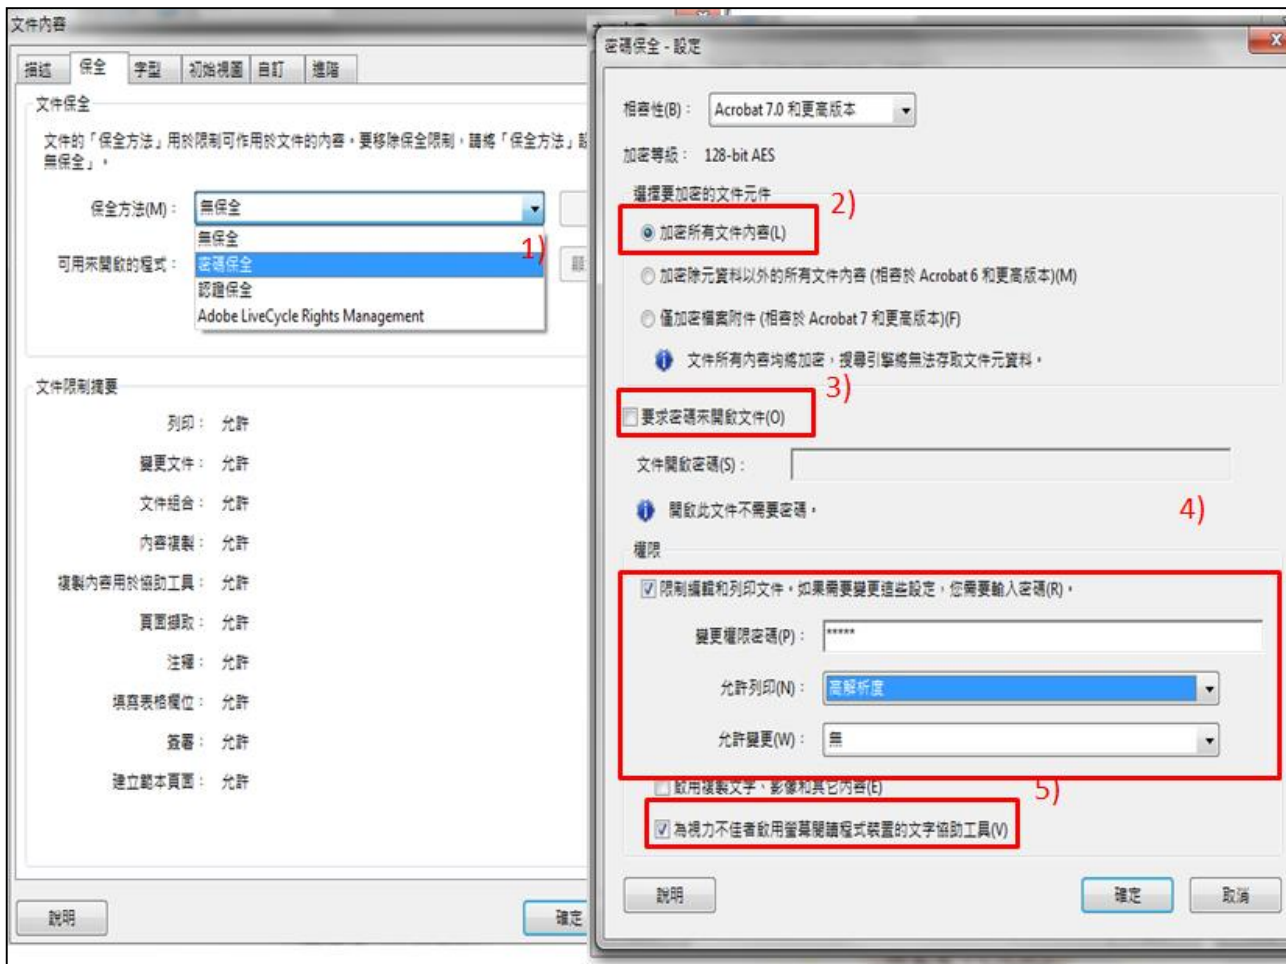 文件內容
描述 保全 字型 初始視圖 自訂 進階
文件保全
文件的「保全方法」用於限制可作用於文件的內容。要移除保全限制，請將「保全方法」設
無保全」。
保全方法(M)： 無保全
無保全
1)
可用來開啟的程式： 密碼保全
認證保全
Adobe LiveCycle Rights Management
文件限制摘要
列印： 允許
變更文件： 允許
文件組合： 允許
內容複製： 允許
複製內容用於協助工具： 允許
頁面擷取： 允許
注釋： 允許
填寫表格欄位： 允許
簽署： 允許
建立範本頁面： 允許
說明 確定
密碼保全 - 設定
相容性(B)： Acrobat 7.0 和更高版本
加密等級： 128-bit AES
選擇要加密的文件元件
2)
加密所有文件內容(L)
加密除元資料以外的所有文件內容 (相容於 Acrobat 6 和更高版本)(M)
僅加密檔案附件 (相容於 Acrobat 7 和更高版本)(F)
文件所有內容均將加密，搜尋引擎將無法存取文件元資料。
3)
要求密碼來開啟文件(O)
文件開啟密碼(S)：
開啟此文件不需要密碼。
4)
權限
限制編輯和列印文件。如果需要變更這些設定，您需要輸入密碼(R)。
變更權限密碼(P)： *****
允許列印(N)： 高解析度
允許變更(W)： 無
啟用複製文字、影像和其它內容(E)
5)
為視力不佳者啟用螢幕閱讀程式裝置的文字協助工具(V)
說明 確定 取消